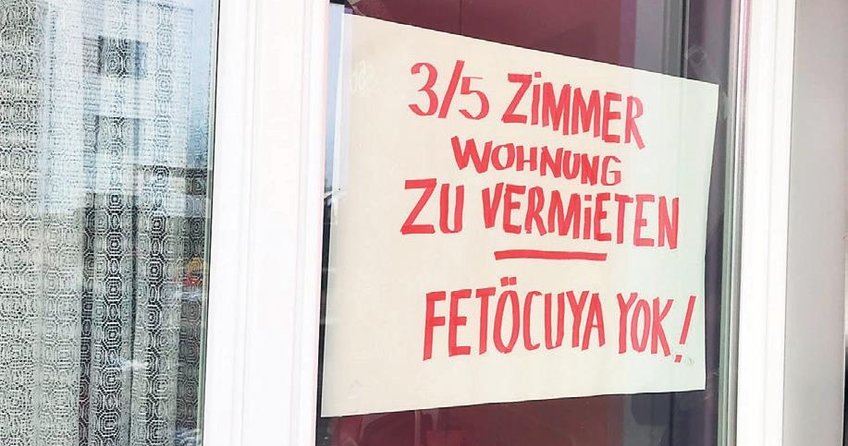 3/5 ZiMMER
WOHNUNG
ZU VERMiETEN
FETÖCUYA YOK!